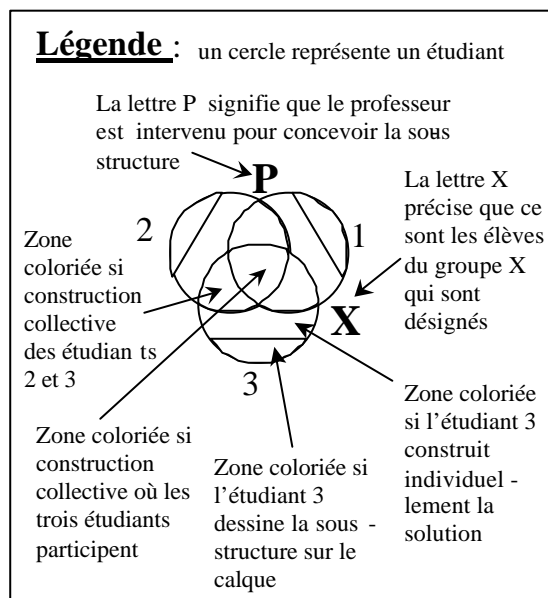 Légende : un cercle représente un étudiant
La lettre P signifie que le professeur
est intervenu pour concevoir la sous -
structure
P
La lettre X
précise que ce
sont les élèves
du groupe X
qui sont
désignés
2
1
X
3
Zone
coloriée si
construction
collective
des étudian ts
2 et 3
Zone coloriée si
construction
collective où les
trois étudiants
participent
Zone coloriée si
l'étudiant 3
dessine la sous -
structure sur le
calque
Zone coloriée
si l'étudiant 3
construit
individuel -
lement la
solution